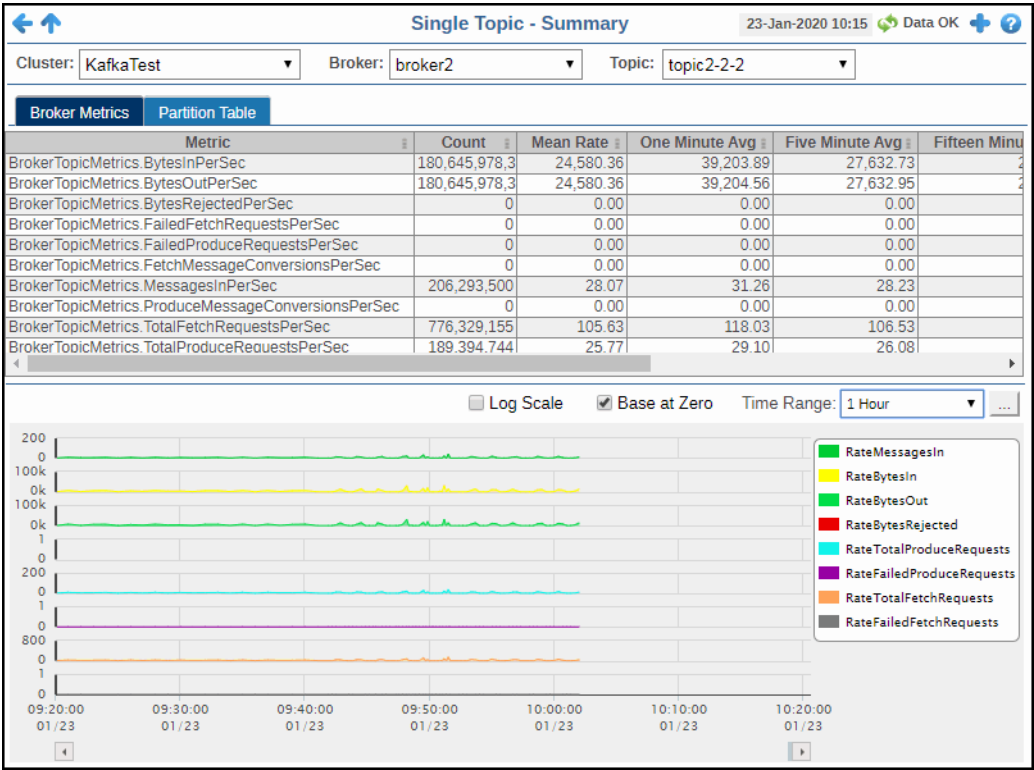 Single Topic - Summary 23-Jan-2020 10:15 Data OK
Cluster: KafkaTest Broker: broker2 Topic: topic2-2-2
Broker Metrics Partition Table
Metric Count Mean Rate One Minute Avg Five Minute Avg Fifteen Minu
BrokerTopicMetrics.BytesInPerSec 180,645,978,3 24,580.36 39,203.89 27,632.73 2
BrokerTopicMetrics.BytesOutPerSec 180,645,978,3 24,580.36 39,204.56 27,632.95 2
BrokerTopicMetrics.BytesRejectedPerSec 0 0.00 0.00 0.00
BrokerTopicMetrics.FailedFetchRequestsPerSec 0 0.00 0.00 0.00
BrokerTopicMetrics.FailedProduceRequestsPerSec 0 0.00 0.00 0.00
BrokerTopicMetrics.FetchMessageConversionsPerSec 0 0.00 0.00 0.00
BrokerTopicMetrics.MessagesInPerSec 206,293,500 28.07 31.26 28.23
BrokerTopicMetrics.ProduceMessageConversionsPerSec 0 0.00 0.00 0.00
BrokerTopicMetrics.TotalFetchRequestsPerSec 776,329,155 105.63 118.03 106.53
BrokerTopicMetrics.TotalProduceRequestsPerSec 189,394,744 25.77 29.10 26.08
Log Scale Base at Zero Time Range: 1 Hour ...
200
0
100k
0k
100k
0k
1
0
200
0
1
0
800
0
1
0
09:20:00 09:30:00 09:40:00 09:50:00 10:00:00 10:10:00 10:20:00
01/23 01/23 01/23 01/23 01/23 01/23 01/23
RateMessagesIn
RateBytesIn
RateBytesOut
RateBytesRejected
RateTotalProduceRequests
RateFailedProduceRequests
RateTotalFetchRequests
RateFailedFetchRequests